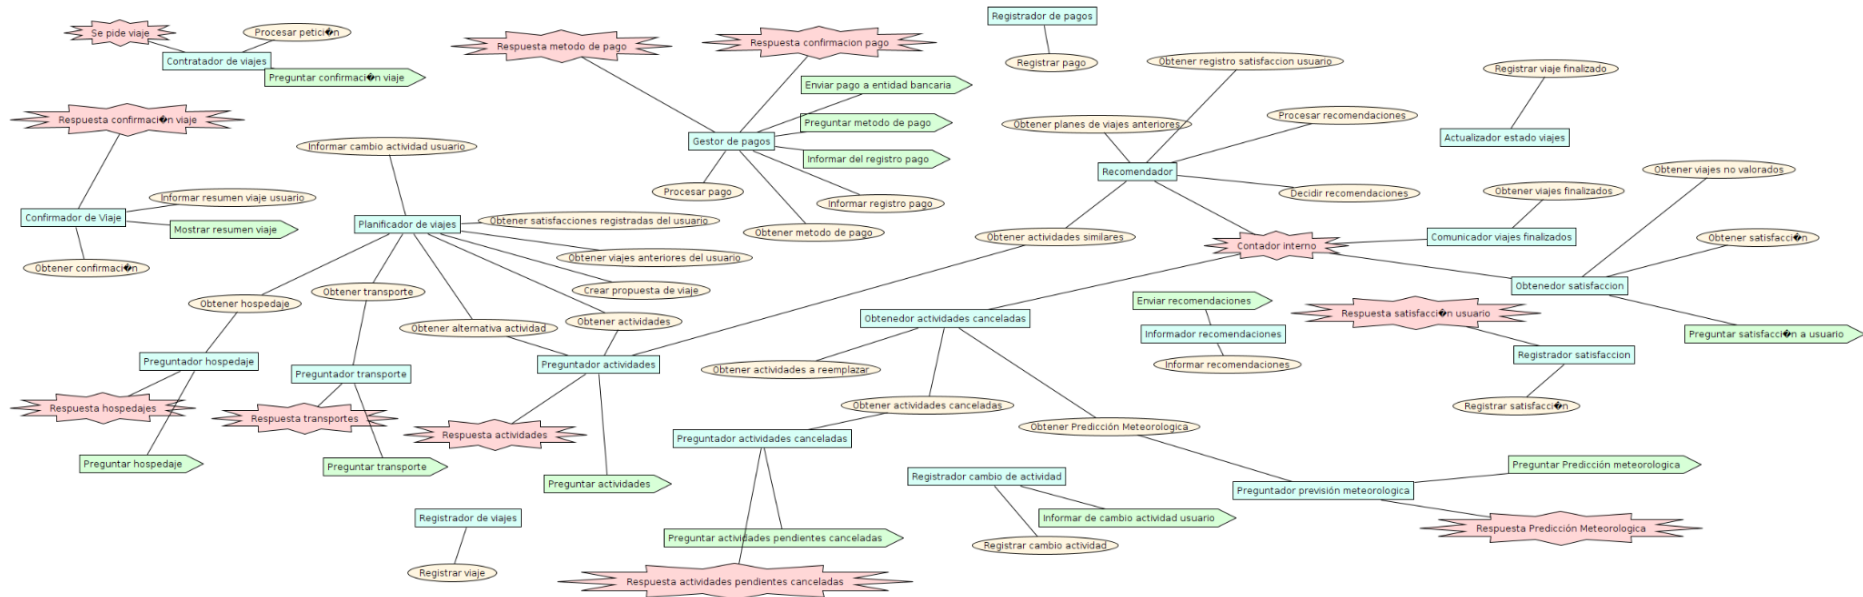 Se pide viaje
Procesar petici�n
Contratador de viajes
Preguntar confirmaci�n viaje
Respuesta metodo de pago
Respuesta confirmacion pago
Registrador de pagos
Registrar pago
Obtener registro satisfaccion usuario
Registrar viaje finalizado
Enviar pago a entidad bancaria
Respuesta confirmaci�n viaje
Preguntar metodo de pago
Obtener planes de viajes anteriores
Procesar recomendaciones
Actualizador estado viajes
Gestor de pagos
Informar cambio actividad usuario
Informar del registro pago
Recomendador
Obtener viajes no valorados
Procesar pago
Decidir recomendaciones
Obtener viajes finalizados
Informar resumen viaje usuario
Informar registro pago
Confirmador de Viaje
Mostrar resumen viaje
Planificador de viajes
Obtener satisfacciones registradas del usuario
Obtener metodo de pago
Obtener actividades similares
Contador interno
Comunicador viajes finalizados
Obtener satisfacci�n
Obtener viajes anteriores del usuario
Obtener confirmaci�n
Crear propuesta de viaje
Obtenedor satisfaccion
Obtener hospedaje
Obtener transporte
Enviar recomendaciones
Respuesta satisfacci�n usuario
Obtener alternativa actividad
Obtener actividades
Obtenedor actividades canceladas
Informador recomendaciones
Preguntar satisfacci�n a usuario
Preguntador hospedaje
Preguntador transporte
Preguntador actividades
Obtener actividades a reemplazar
Informar recomendaciones
Registrador satisfaccion
Respuesta hospedajes
Respuesta transportes
Obtener actividades canceladas
Registrar satisfacci�n
Respuesta actividades
Preguntador actividades canceladas
Obtener Predicción Meteorologica
Preguntar hospedaje
Preguntar transporte
Preguntar actividades
Registrador cambio de actividad
Preguntar Predicción meteorologica
Preguntador previsión meteorologica
Registrador de viajes
Informar de cambio actividad usuario
Respuesta Predicción Meteorologica
Preguntar actividades pendientes canceladas
Registrar cambio actividad
Registrar viaje
Respuesta actividades pendientes canceladas